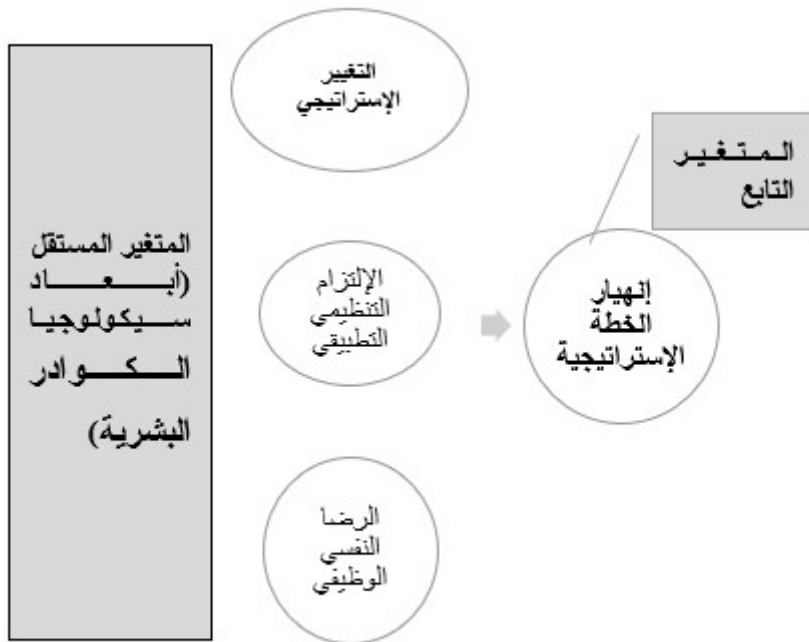 المتغير المستقل
(أبعاد
سيكولوجيا
الكوادر
البشرية)
التغيير
الإستراتيجي
الإلتزام
التنظيمي
التطبيقي
الرضا
النفسي
الوظيفي
المتغير
التابع
إنهيار
الخطة
الإستراتيجية